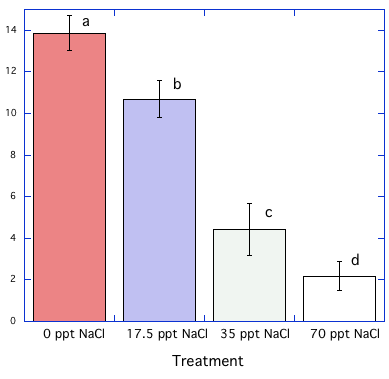 a
14
12
b
10
8
6
c
4
d
2
0
0 ppt NaCl 17.5 ppt NaCl 35 ppt NaCl 70 ppt NaCl
Treatment